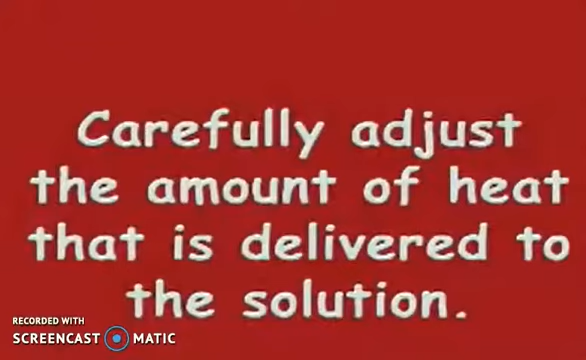 Carefully adjust
the amount of heat
that is delivered to
the solution.
RECORDED WITH
SCREENCAST MATIC